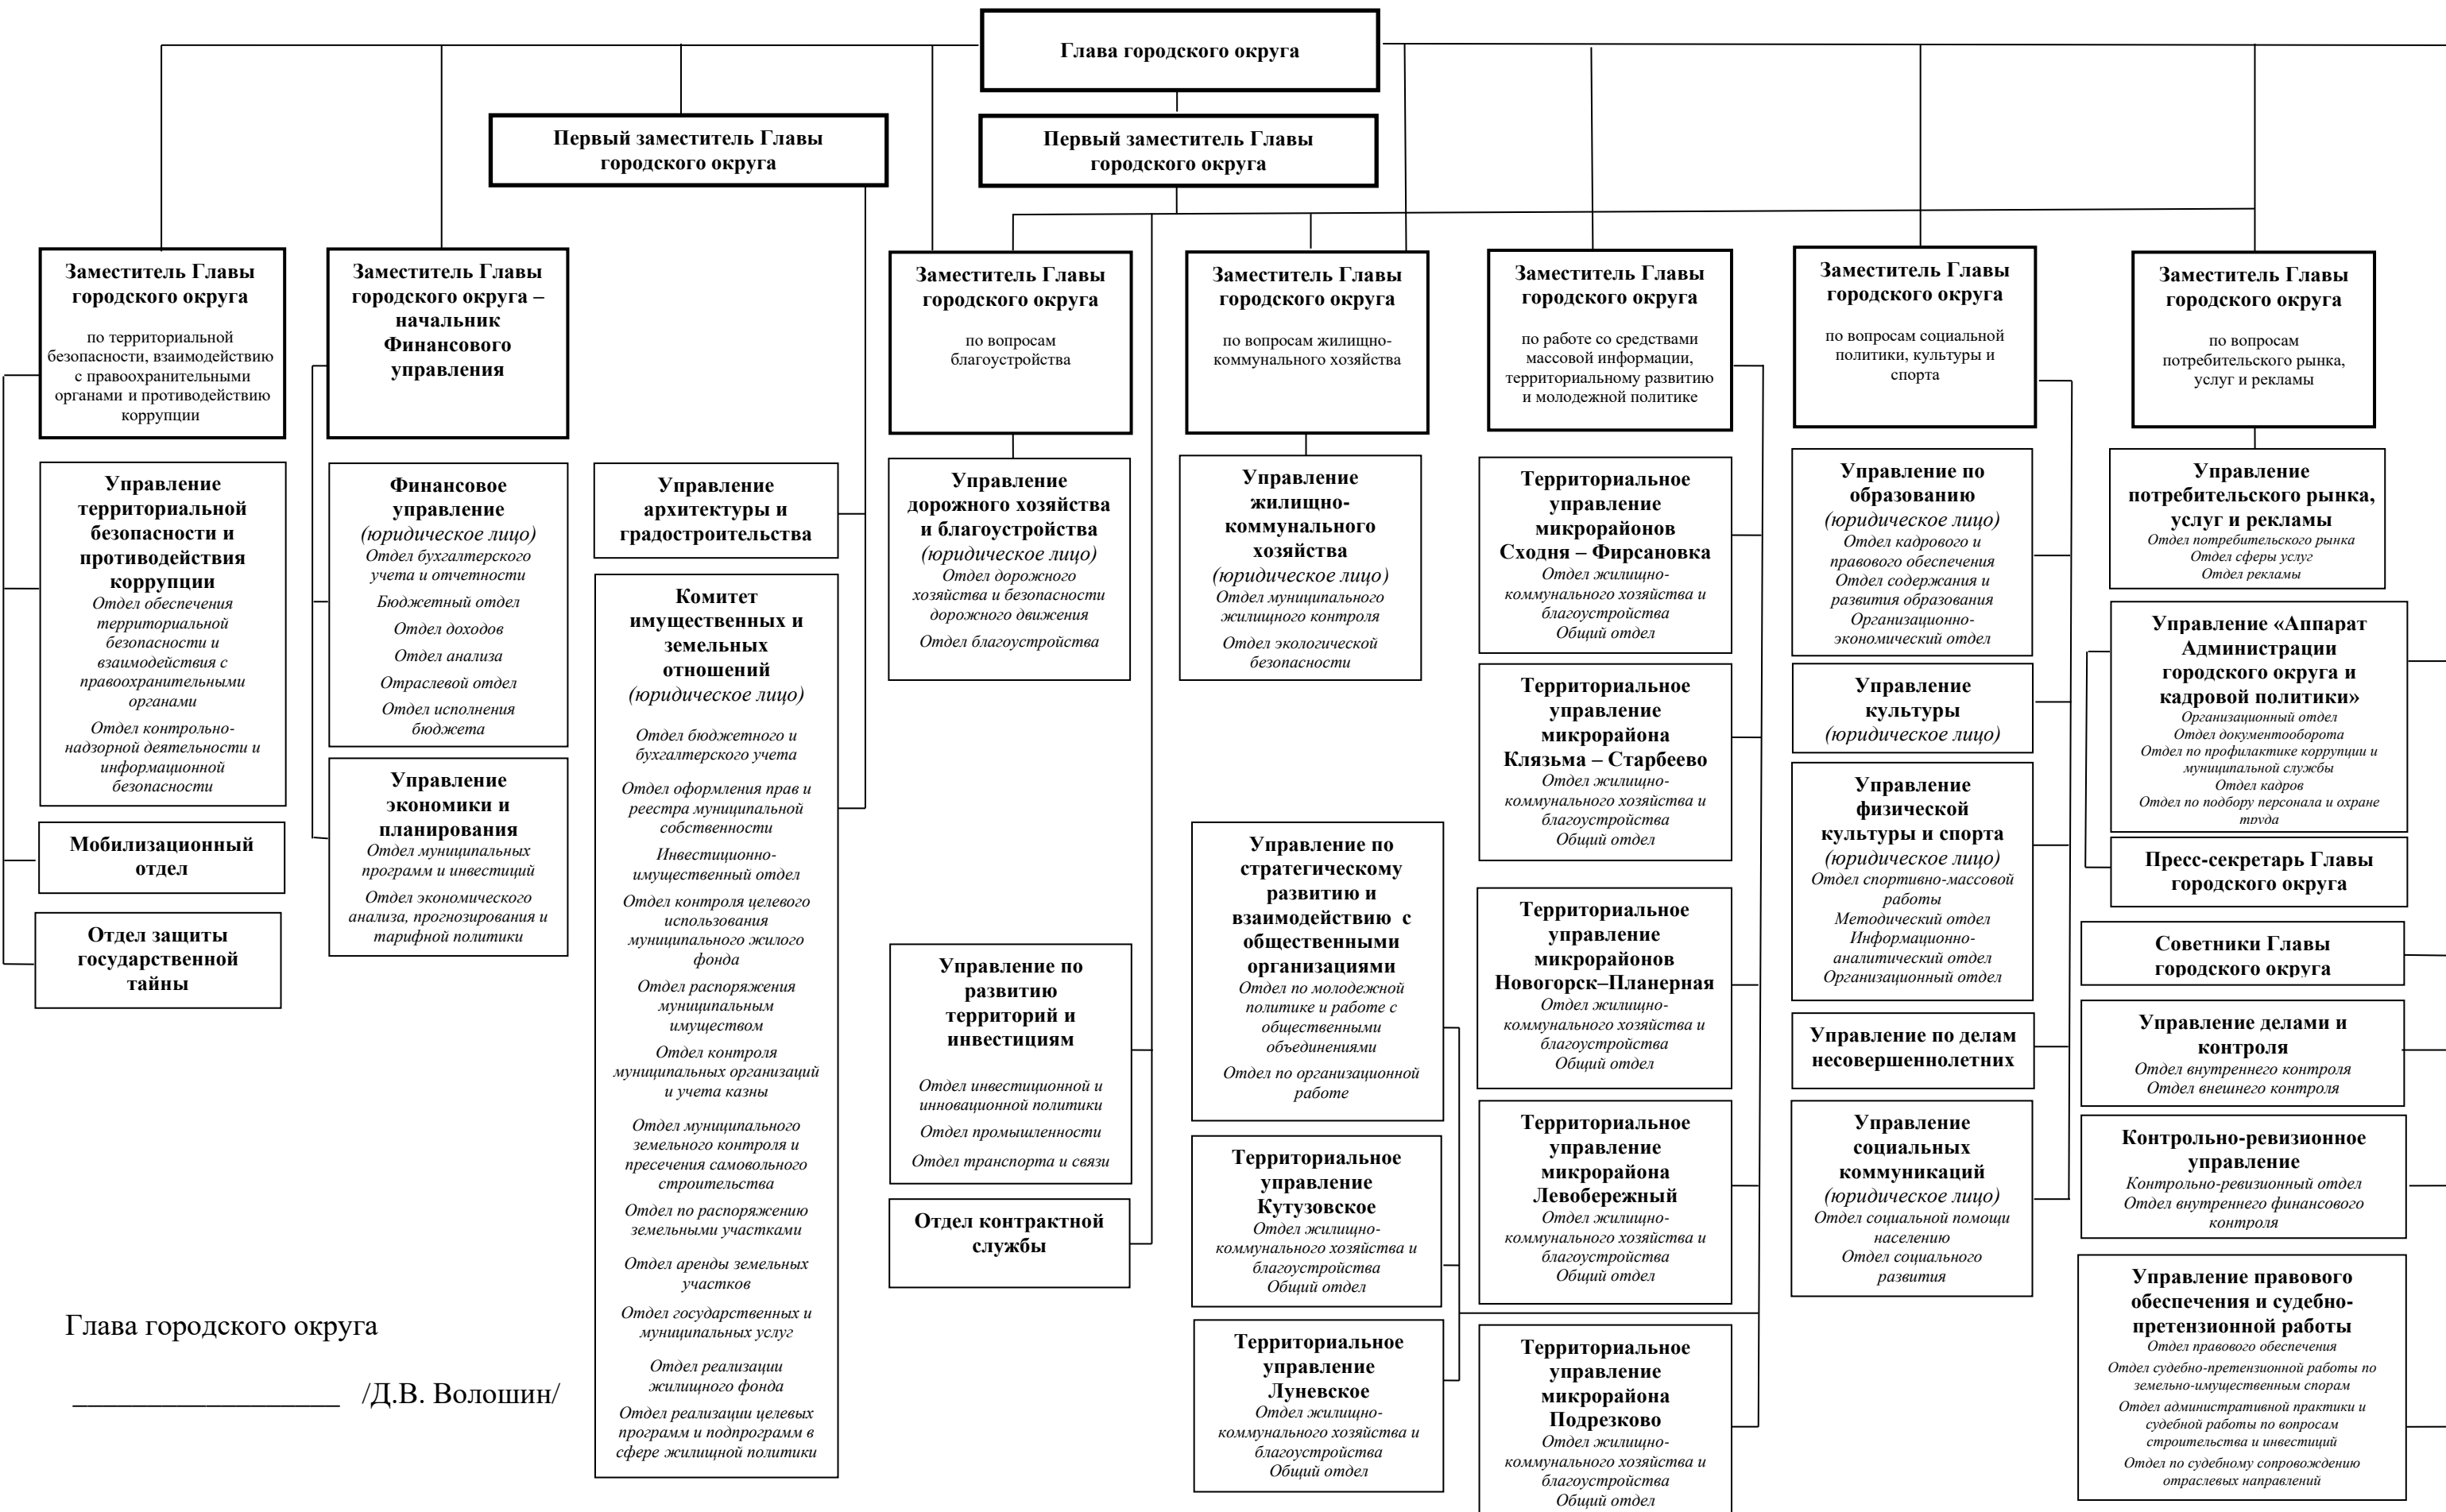 Глава городского округа
Первый заместитель Главы
городского округа
Первый заместитель Главы
городского округа
Заместитель Главы
городского округа
по территориальной
безопасности, взаимодействию
с правоохранительными
органами и противодействию
коррупции
Заместитель Главы
городского округа –
начальник
Финансового
управления
Заместитель Главы
городского округа
по вопросам
благоустройства
Заместитель Главы
городского округа
по вопросам жилищно-
коммунального хозяйства
Заместитель Главы
городского округа
по работе со средствами
массовой информации,
территориальному развитию
и молодежной политике
Заместитель Главы
городского округа
по вопросам социальной
политики, культуры и
спорта
Заместитель Главы
городского округа
по вопросам
потребительского рынка,
услуг и рекламы
Управление
территориальной
безопасности и
противодействия
коррупции
Отдел обеспечения
территориальной
безопасности и
взаимодействия с
правоохранительными
органами
Отдел контрольно-
надзорной деятельности и
информационной
безопасности
Мобилизационный
отдел
Отдел защиты
государственной
тайны
Финансовое
управление
(юридическое лицо)
Отдел бухгалтерского
учета и отчетности
Бюджетный отдел
Отдел доходов
Отдел анализа
Отраслевой отдел
Отдел исполнения
бюджета
Управление
экономики и
планирования
Отдел муниципальных
программ и инвестиций
Отдел экономического
анализа, прогнозирования и
тарифной политики
Управление
архитектуры и
градостроительства
Комитет
имущественных и
земельных
отношений
(юридическое лицо)
Отдел бюджетного и
бухгалтерского учета
Отдел оформления прав и
реестра муниципальной
собственности
Инвестиционно-
имущественный отдел
Отдел контроля целевого
использования
муниципального жилого
фонда
Отдел распоряжения
муниципальным
имуществом
Отдел контроля
муниципальных организаций
и учета казны
Отдел муниципального
земельного контроля и
пресечения самовольного
строительства
Отдел по распоряжению
земельными участками
Отдел аренды земельных
участков
Отдел государственных и
муниципальных услуг
Отдел реализации
жилищного фонда
Отдел реализации целевых
программ и подпрограмм в
сфере жилищной политики
Управление
дорожного хозяйства
и благоустройства
(юридическое лицо)
Отдел дорожного
хозяйства и безопасности
дорожного движения
Отдел благоустройства
Управление по
развитию
территорий и
инвестициям
Отдел инвестиционной и
инновационной политики
Отдел промышленности
Отдел транспорта и связи
Отдел контрактной
службы
Управление
жилищно-
коммунального
хозяйства
(юридическое лицо)
Отдел муниципального
жилищного контроля
Отдел экологической
безопасности
Управление по
стратегическому
развитию и
взаимодействию с
общественными
организациями
Отдел по молодежной
политике и работе с
общественными
объединениями
Отдел по организационной
работе
Территориальное
управление
Кутузовское
Отдел жилищно-
коммунального хозяйства и
благоустройства
Общий отдел
Территориальное
управление
Луневское
Отдел жилищно-
коммунального хозяйства и
благоустройства
Общий отдел
Территориальное
управление
микрорайонов
Сходня – Фирсановка
Отдел жилищно-
коммунального хозяйства и
благоустройства
Общий отдел
Территориальное
управление
микрорайона
Клязьма – Старбеево
Отдел жилищно-
коммунального хозяйства и
благоустройства
Общий отдел
Территориальное
управление
микрорайонов
Новогорск–Планерная
Отдел жилищно-
коммунального хозяйства и
благоустройства
Общий отдел
Территориальное
управление
микрорайона
Левобережный
Отдел жилищно-
коммунального хозяйства и
благоустройства
Общий отдел
Территориальное
управление
микрорайона
Подрезково
Отдел жилищно-
коммунального хозяйства и
благоустройства
Общий отдел
Управление по
образованию
(юридическое лицо)
Отдел кадрового и
правового обеспечения
Отдел содержания и
развития образования
Организационно-
экономический отдел
Управление
культуры
(юридическое лицо)
Управление
физической
культуры и спорта
(юридическое лицо)
Отдел спортивно-массовой
работы
Методический отдел
Информационно-
аналитический отдел
Организационный отдел
Управление по делам
несовершеннолетних
Управление
социальных
коммуникаций
(юридическое лицо)
Отдел социальной помощи
населению
Отдел социального
развития
Управление
потребительского рынка,
услуг и рекламы
Отдел потребительского рынка
Отдел сферы услуг
Отдел рекламы
Управление «Аппарат
Администрации
городского округа и
кадровой политики»
Организационный отдел
Отдел документооборота
Отдел по профилактике коррупции и
муниципальной службы
Отдел кадров
Отдел по подбору персонала и охране
труда
Пресс-секретарь Главы
городского округа
Советники Главы
городского округа
Управление делами и
контроля
Отдел внутреннего контроля
Отдел внешнего контроля
Контрольно-ревизионное
управление
Контрольно-ревизионный отдел
Отдел внутреннего финансового
контроля
Управление правового
обеспечения и судебно-
претензионной работы
Отдел правового обеспечения
Отдел судебно-претензионной работы по
земельно-имущественным спорам
Отдел административной практики и
судебной работы по вопросам
строительства и инвестиций
Отдел по судебному сопровождению
отраслевых направлений
Глава городского округа
___________________ /Д.В. Волошин/